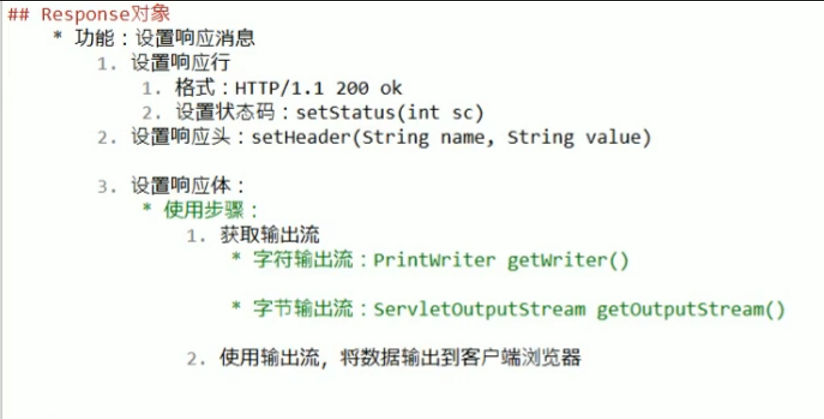 ## Response对象
* 功能：设置响应消息
1. 设置响应行
1. 格式：HTTP/1.1 200 ok
2. 设置状态码：setStatus(int sc)
2. 设置响应头：setHeader(String name, String value)
3. 设置响应体：
* 使用步骤：
1. 获取输出流
* 字符输出流：PrintWriter getWriter()
* 字节输出流：ServletOutputStream getOutputStream()
2. 使用输出流，将数据输出到客户端浏览器